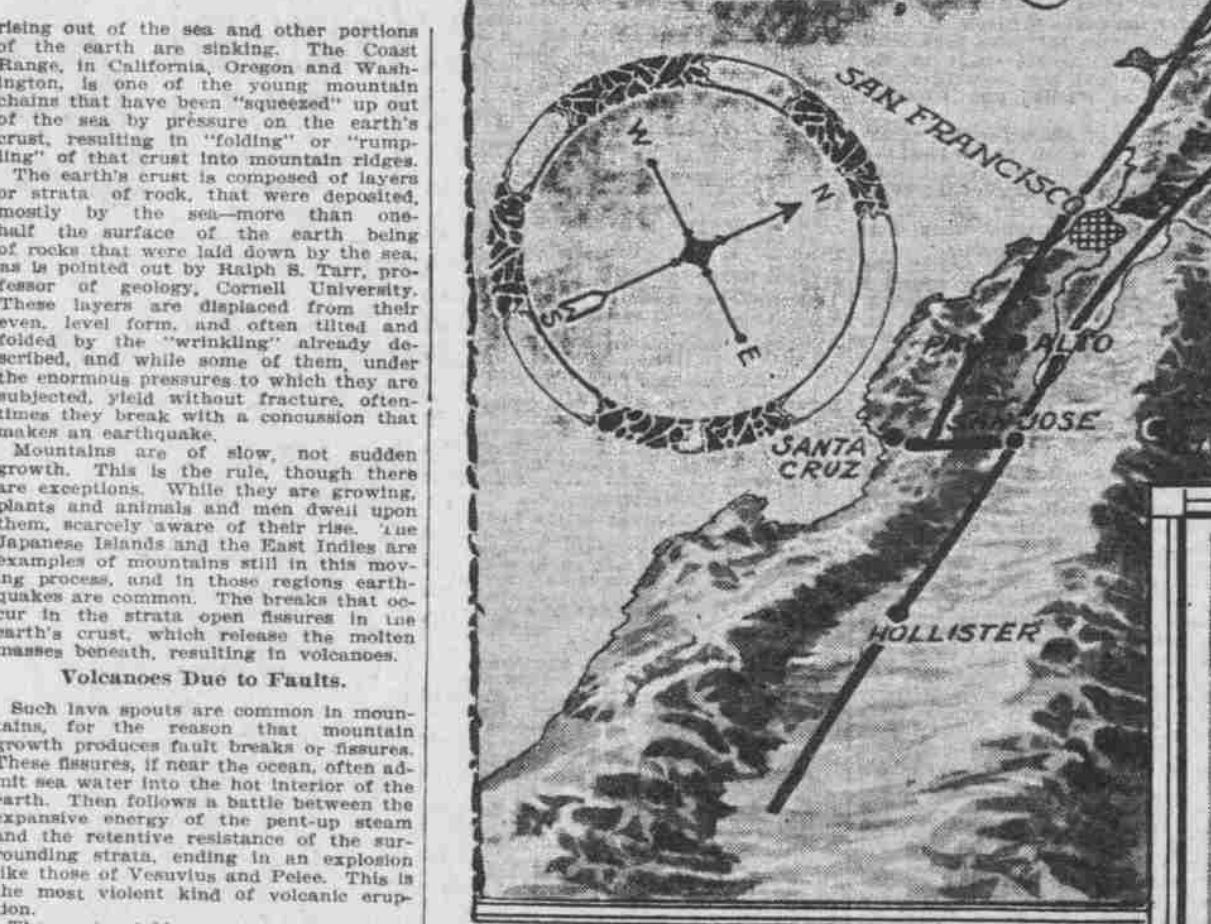 rising out of the sea and other portions
of the earth are sinking. The Coast
Range, in California, Oregon and Wash-
ington, is one of the young mountain
chains that have been "squeezed" up out
of the sea by pressure on the earth's
crust, resulting in "folding" or "rump-
ling" of that crust into mountain ridges.
The earth's crust is composed of layers
or strata of rock, that were deposited,
mostly by the sea—more than one-
half the surface of the earth being
of rocks that were laid down by the sea,
as is pointed out by Ralph S. Tarr, pro-
fessor of geology, Cornell University.
These layers are displaced from their
even, level form, and often tilted and
folded by the "wrinkling" already de-
scribed, and while some of them, under
the enormous pressures to which they are
subjected, yield without fracture, often-
times they break with a concussion that
makes an earthquake.
Mountains are of slow, not sudden
growth. This is the rule, though there
are exceptions. While they are growing,
plants and animals and men dwell upon
them, scarcely aware of their rise. The
Japanese Islands and the East Indies are
examples of mountains still in this mov-
ing process, and in those regions earth-
quakes are common. The breaks that oc-
cur in the strata open fissures in the
earth's crust, which release the molten
masses beneath, resulting in volcanoes.
Volcanoes Due to Faults.
Such lava spouts are common in moun-
tains, for the reason that mountain
growth produces fault breaks or fissures.
These fissures, if near the ocean, often ad-
mit sea water into the hot interior of the
earth. Then follows a battle between the
expansive energy of the pent-up steam
and the retentive resistance of the sur-
rounding strata, ending in an explosion
like those of Vesuvius and Pelee. This is
the most violent kind of volcanic erup-
tion.
SAN FRANCISCO
W
N
S
E
PALO ALTO
SAN JOSE
SANTA
CRUZ
HOLLISTER